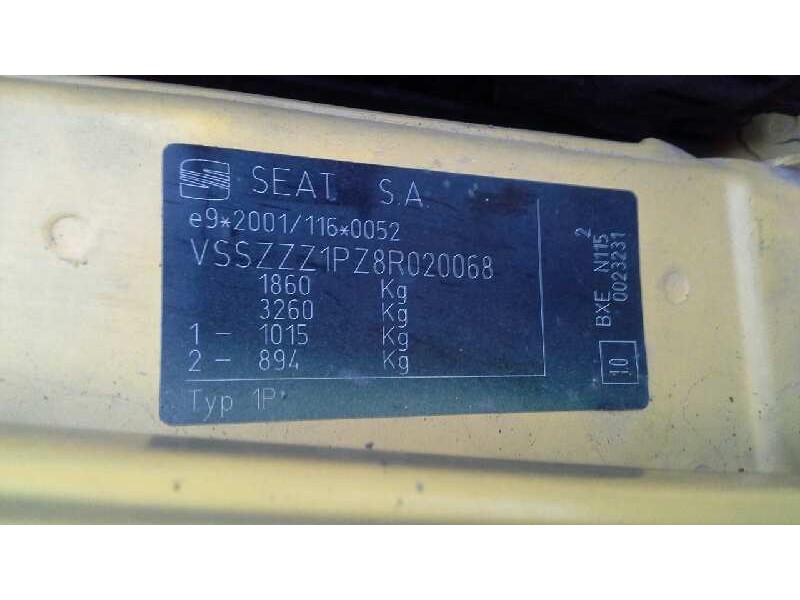 SEAT S.A.
e9*2001/116*0052
VSSZZZ1PZ8R020068
1860 Kg
3260 Kg
1 - 1015 Kg
2 - 894 Kg
Typ 1P
BXE N115 2
0023231
10